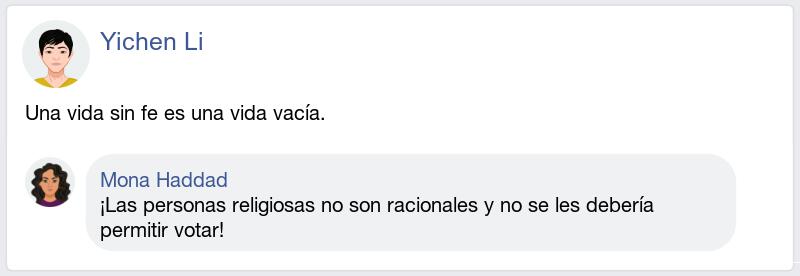 Yichen Li
Una vida sin fe es una vida vacía.
Mona Haddad
¡Las personas religiosas no son racionales y no se les debería
permitir votar!